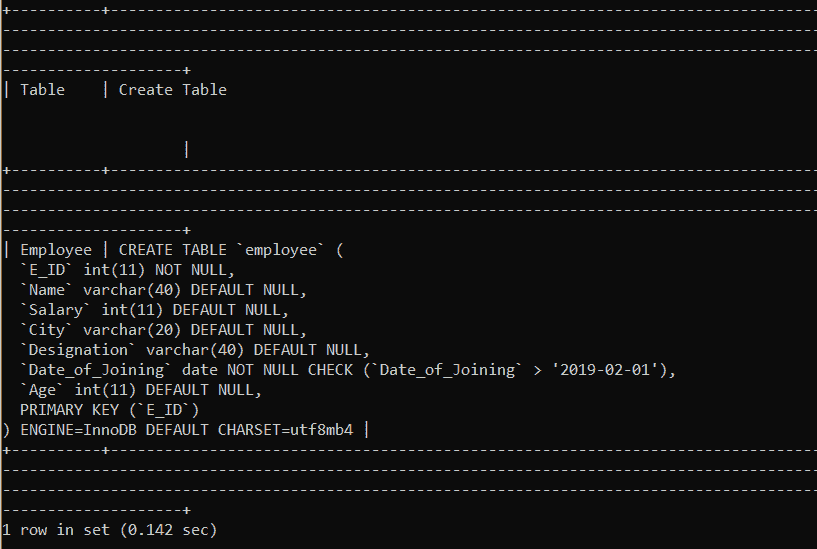 +----------+-------------------------------------------------------------------------------
-------------------------------------------------------------------------------------------
-------------------------------------------------------------------------------------------
--------------------+
| Table    | Create Table
                    |
+----------+-------------------------------------------------------------------------------
-------------------------------------------------------------------------------------------
-------------------------------------------------------------------------------------------
--------------------+
| Employee | CREATE TABLE `employee` (
  `E_ID` int(11) NOT NULL,
  `Name` varchar(40) DEFAULT NULL,
  `Salary` int(11) DEFAULT NULL,
  `City` varchar(20) DEFAULT NULL,
  `Designation` varchar(40) DEFAULT NULL,
  `Date_of_Joining` date NOT NULL CHECK (`Date_of_Joining` > '2019-02-01'),
  `Age` int(11) DEFAULT NULL,
  PRIMARY KEY (`E_ID`)
) ENGINE=InnoDB DEFAULT CHARSET=utf8mb4 |
+----------+-------------------------------------------------------------------------------
-------------------------------------------------------------------------------------------
-------------------------------------------------------------------------------------------
--------------------+
1 row in set (0.142 sec)